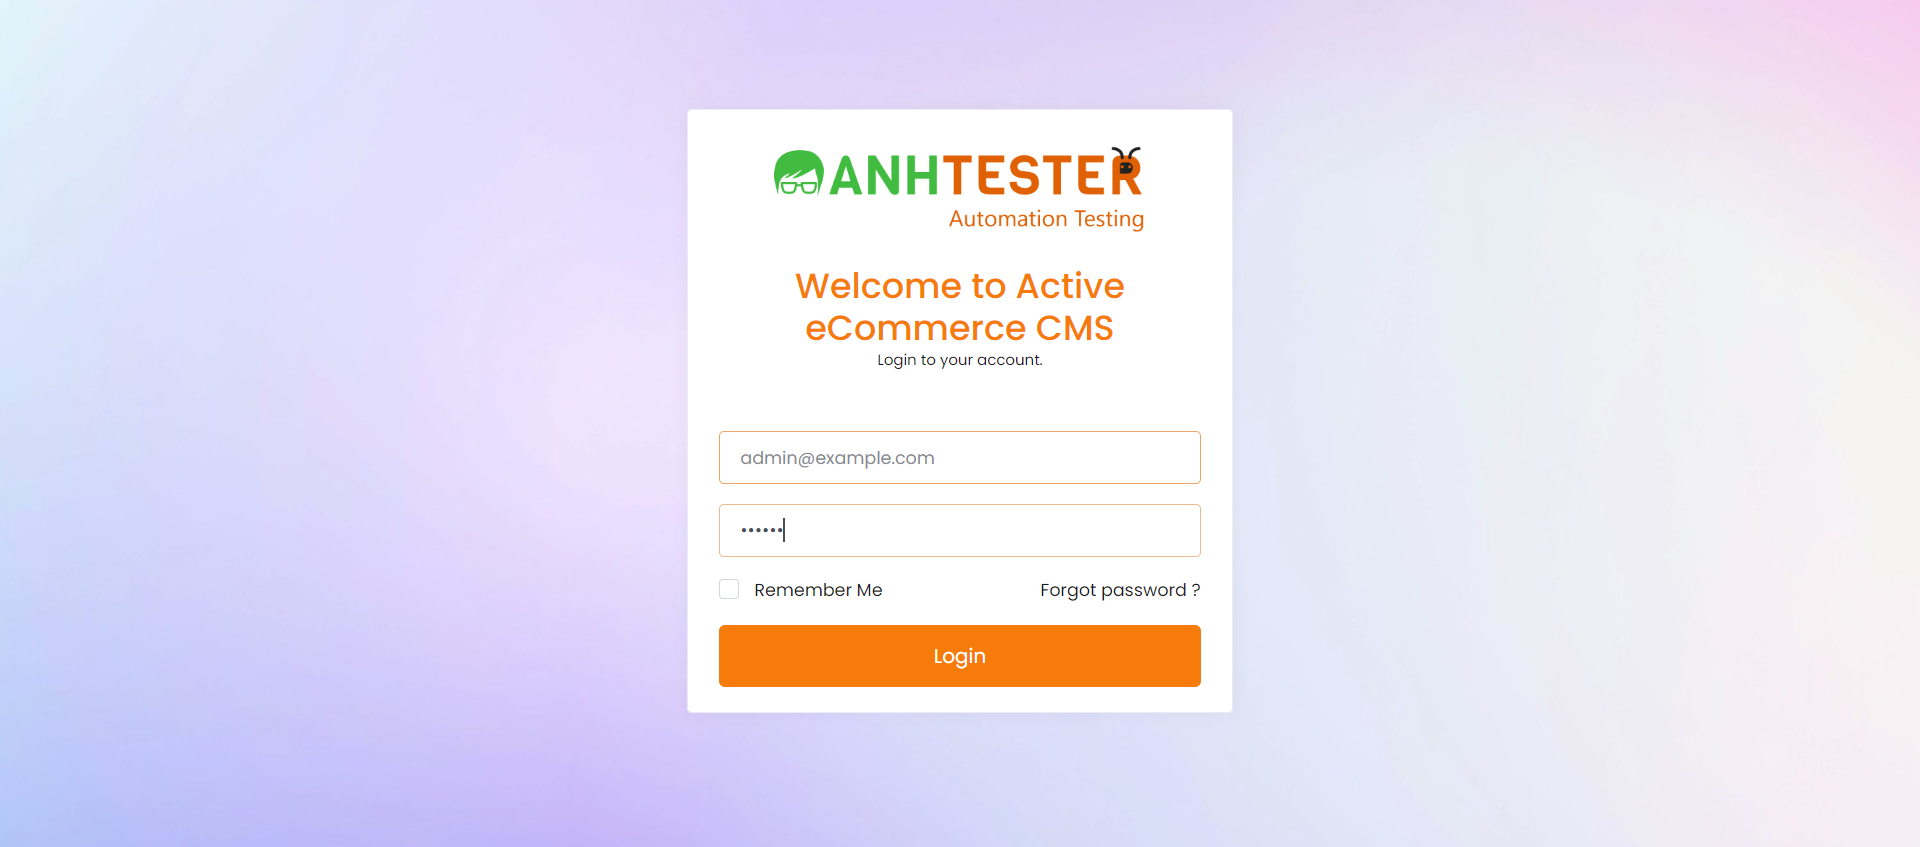 ANHTESTER
Automation Testing
Welcome to Active
eCommerce CMS
Login to your account.
admin@example.com
••••••
Remember Me
Forgot password ?
Login